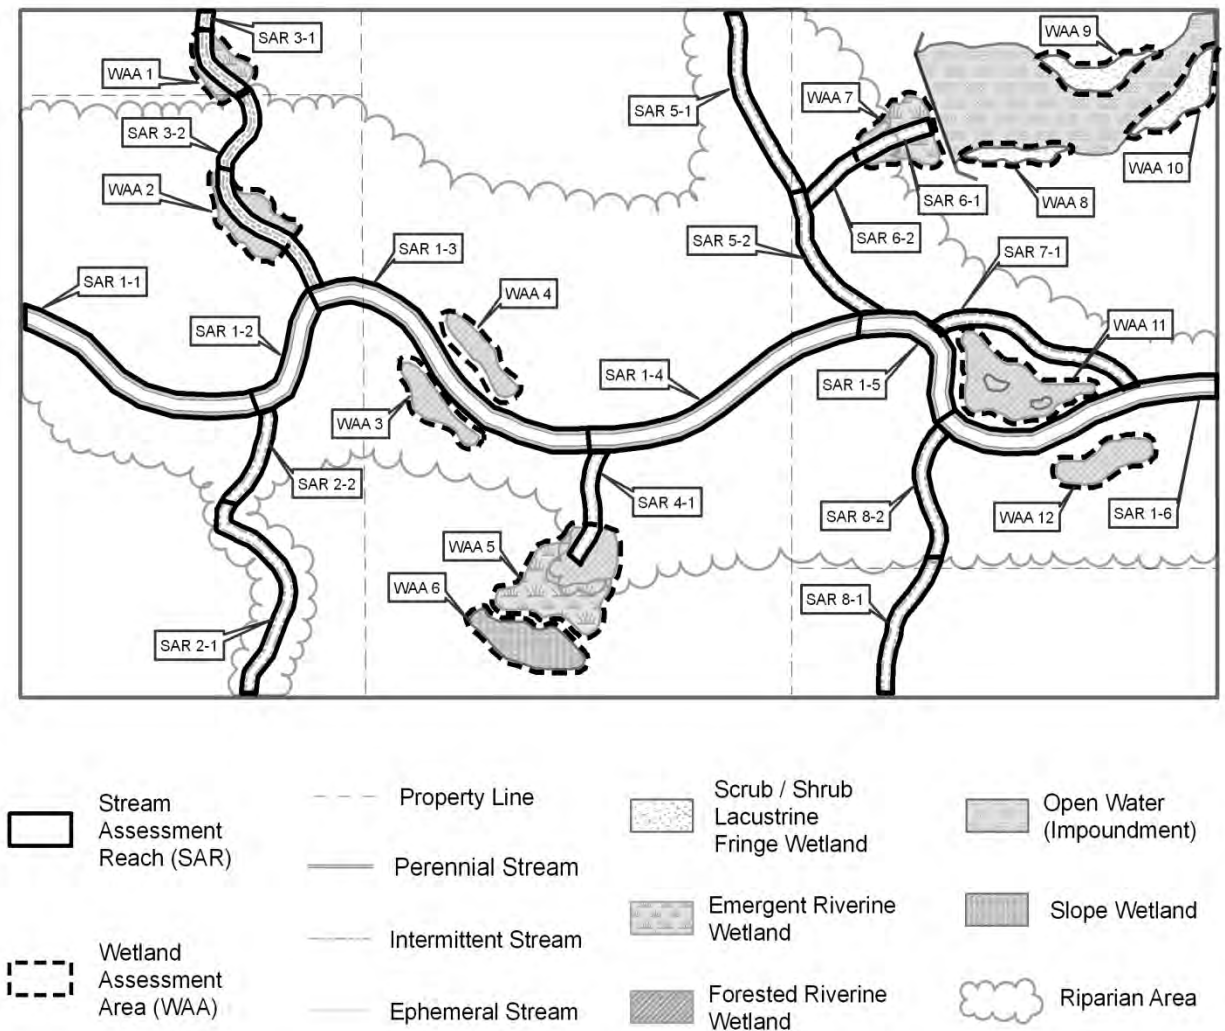 SAR 3-1
WAA 9
WAA 1
WAA 7
SAR 5-1
SAR 3-2
WAA 10
WAA 2
SAR 6-1
WAA 8
SAR 1-3
SAR 5-2
SAR 6-2
SAR 7-1
SAR 1-1
WAA 4
SAR 1-2
WAA 11
SAR 1-4
SAR 1-5
WAA 3
SAR 2-2
SAR 4-1
SAR 8-2
WAA 12
SAR 1-6
WAA 5
WAA 6
SAR 8-1
SAR 2-1
Stream
Assessment
Reach (SAR)
Wetland
Assessment
Area (WAA)
Property Line
Perennial Stream
Intermittent Stream
Ephemeral Stream
Scrub / Shrub
Lacustrine
Fringe Wetland
Emergent Riverine
Wetland
Forested Riverine
Wetland
Open Water
(Impoundment)
Slope Wetland
Riparian Area